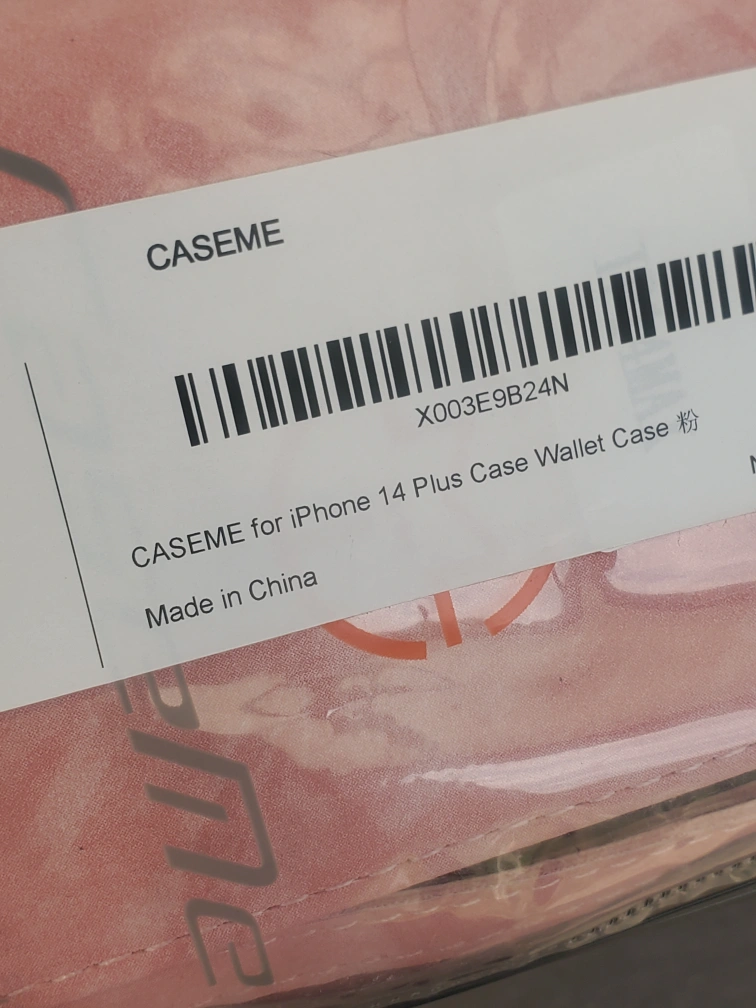 CASEME
X003E9B24N
CASEME for iPhone 14 Plus Case Wallet Case 粉
Made in China